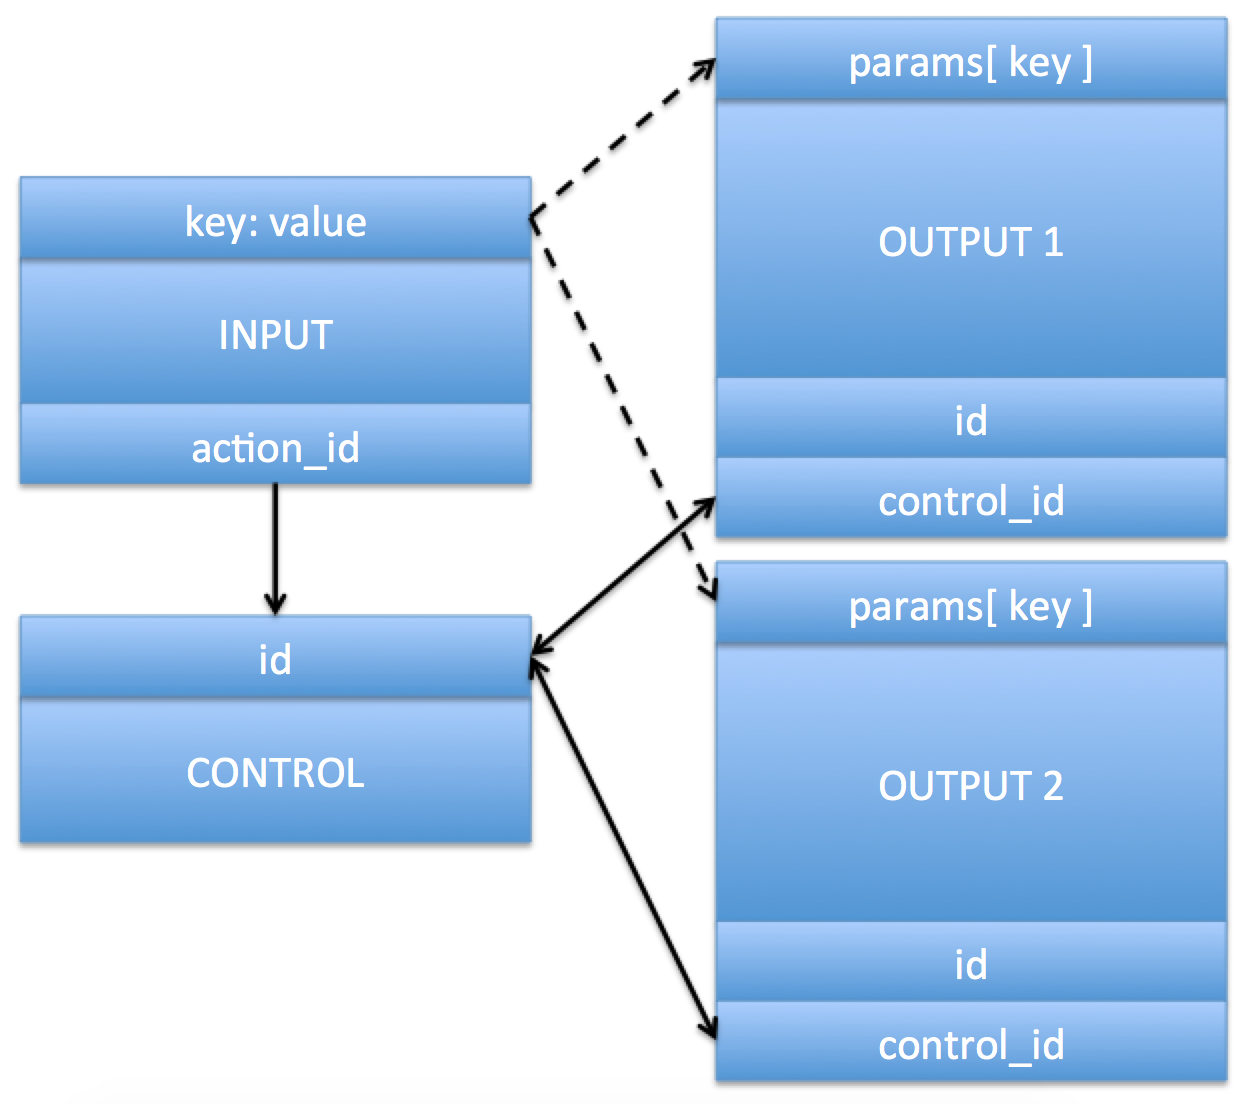 key: value
INPUT
action_id
id
CONTROL
params[ key ]
OUTPUT 1
id
control_id
params[ key ]
OUTPUT 2
id
control_id